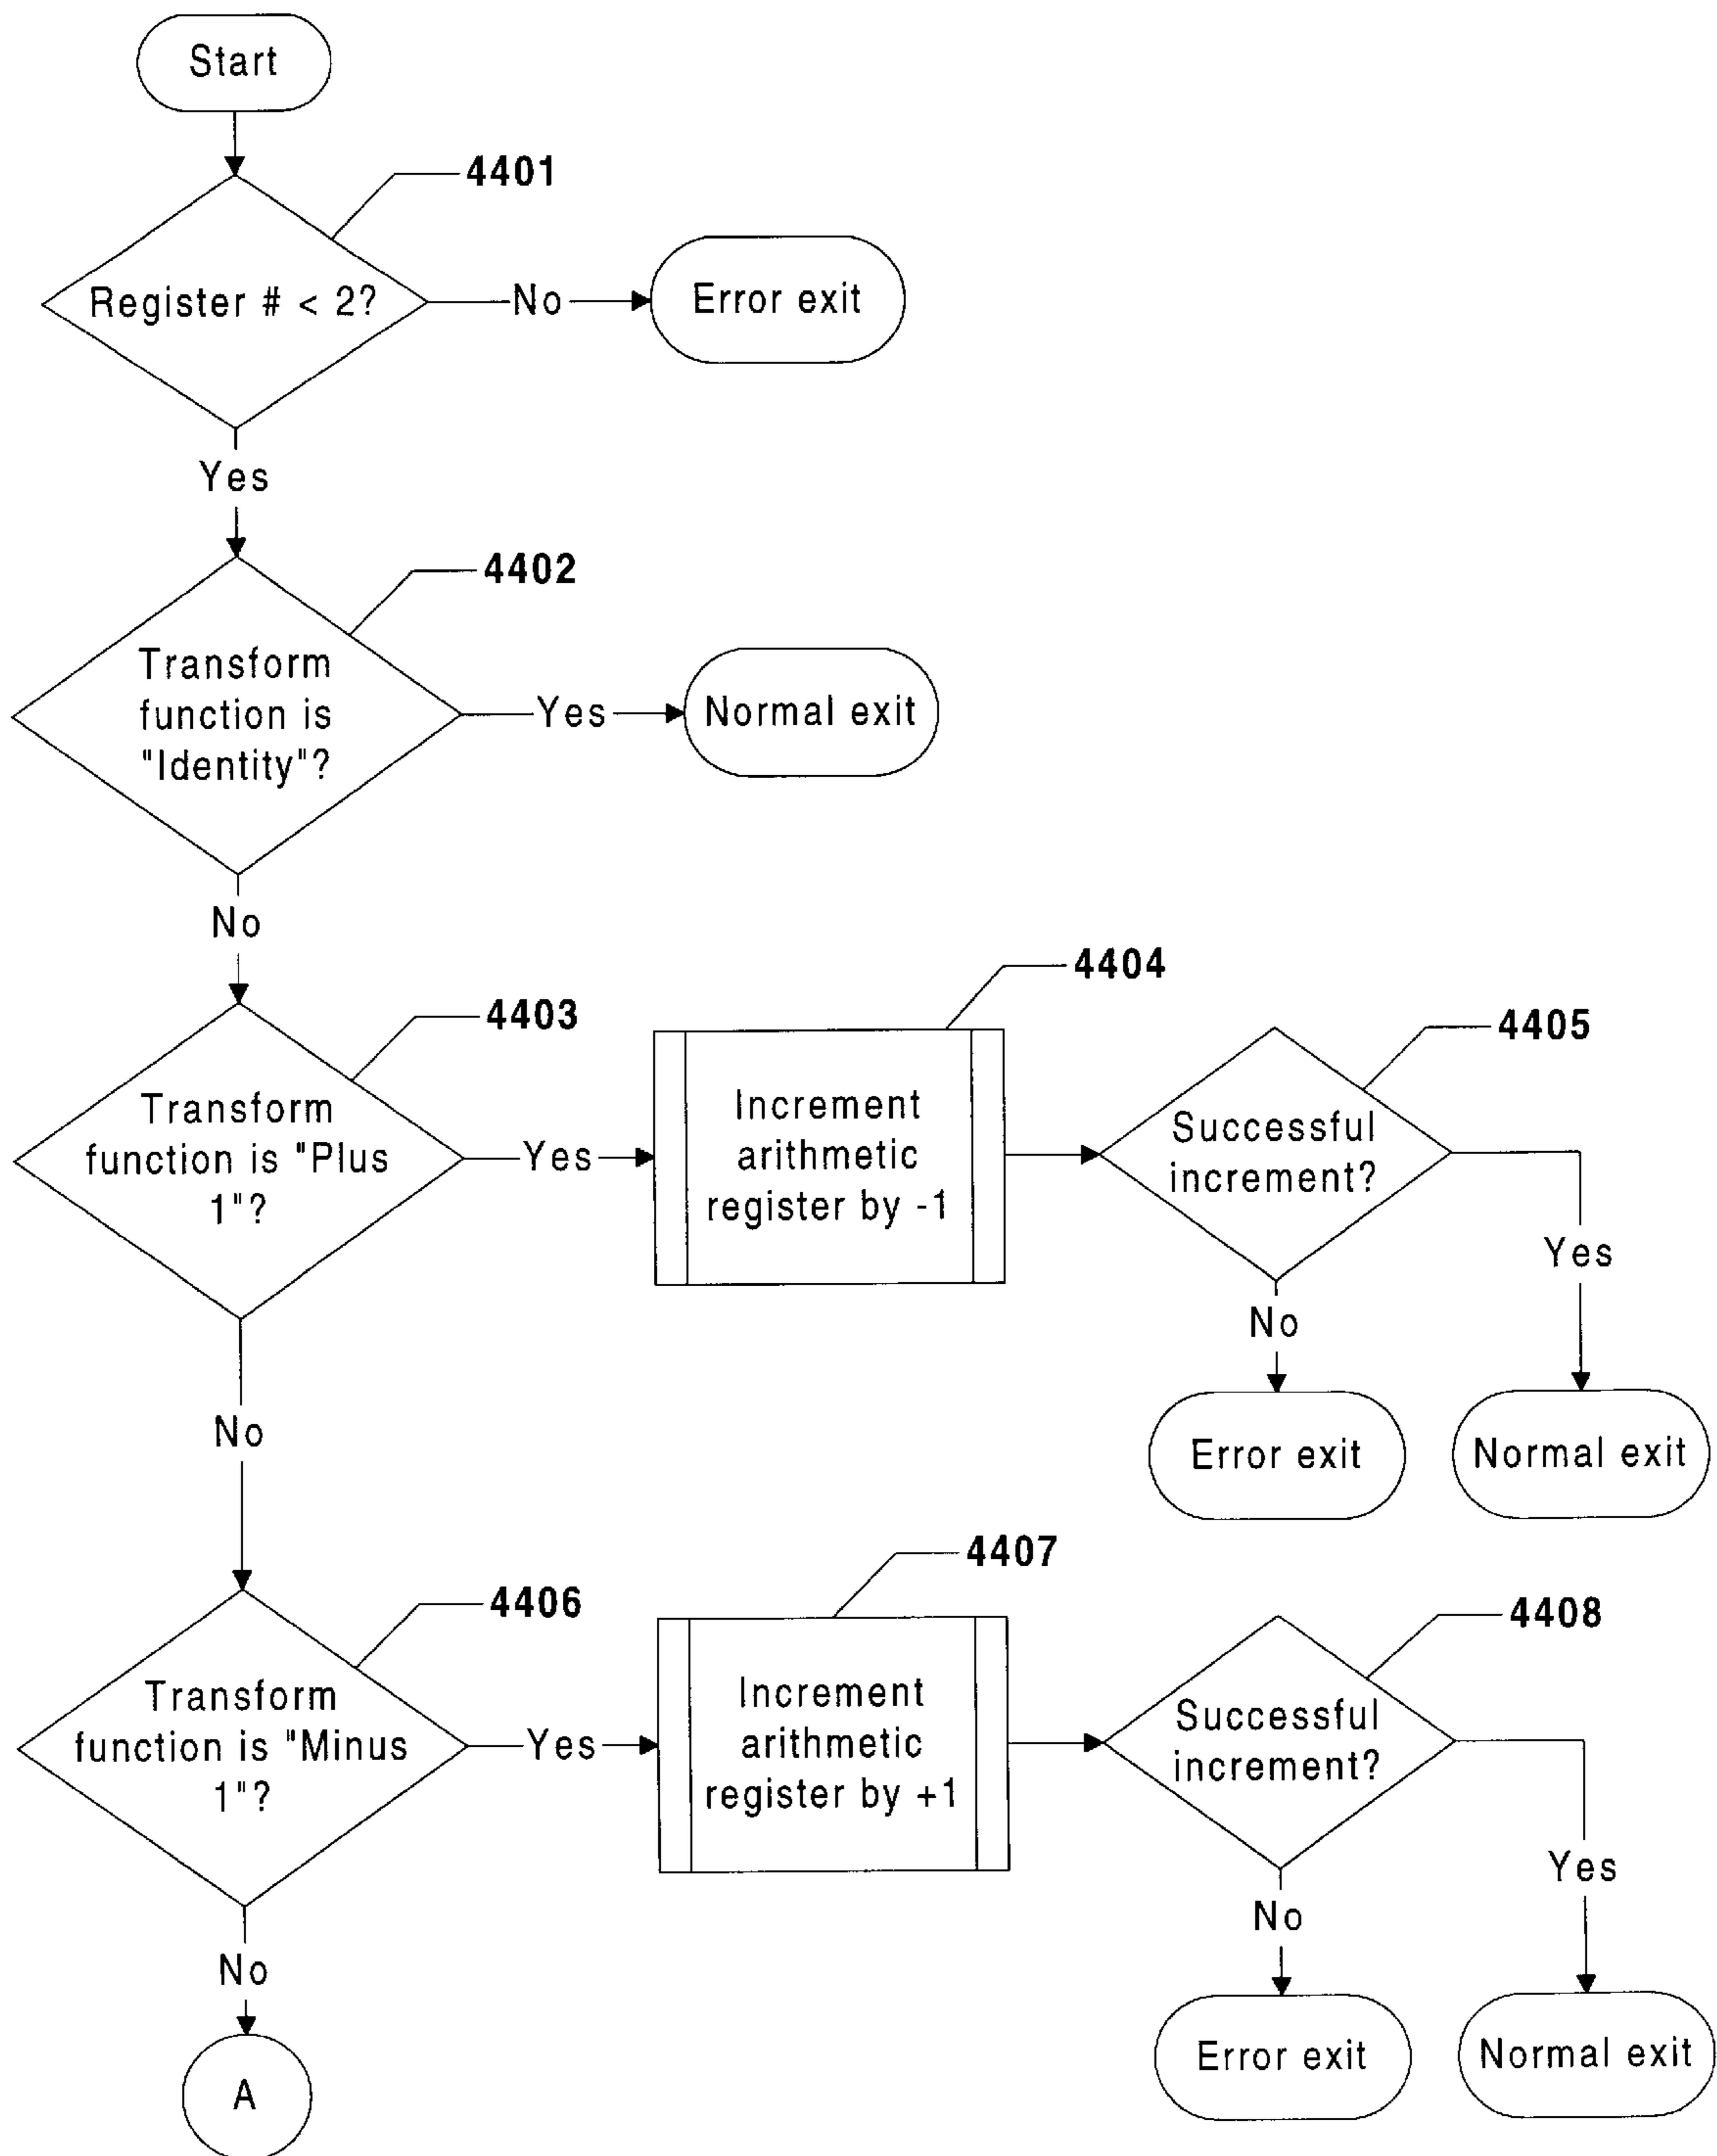 Start
4401
Register # < 2?
No
Error exit
Yes
4402
Transform
function is
"Identity"?
Yes
Normal exit
No
4403
Transform
function is "Plus
1"?
Yes
4404
Increment
arithmetic
register by -1
4405
Successful
increment?
Yes
No
Error exit
Normal exit
No
4406
Transform
function is "Minus
1"?
Yes
4407
Increment
arithmetic
register by +1
4408
Successful
increment?
Yes
No
Error exit
Normal exit
No
A